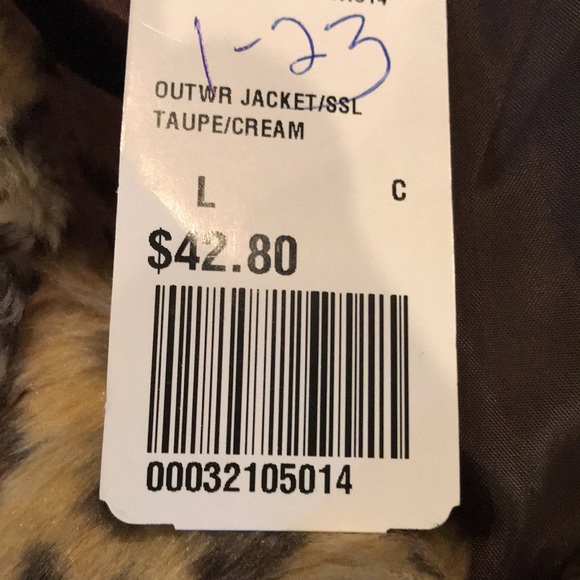 1-23
OUTWR JACKET/SSL
TAUPE/CREAM
L C
$42.80
00032105014